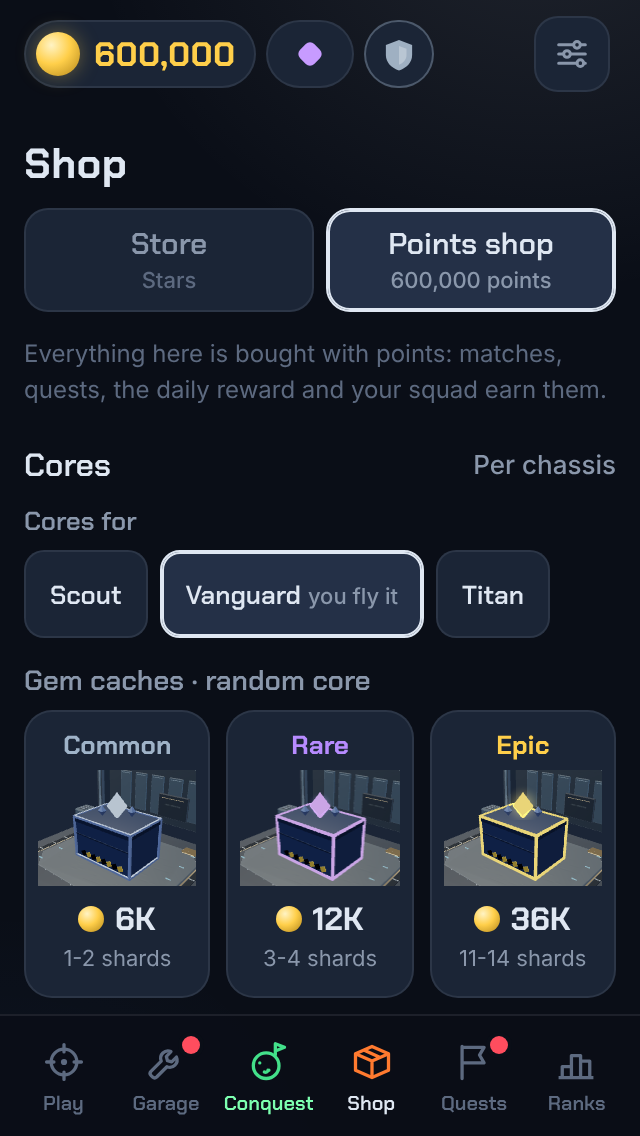 600,000
Shop
Store
Stars
Points shop
600,000 points
Everything here is bought with points: matches,
quests, the daily reward and your squad earn them.
Cores
Per chassis
Cores for
Scout
Vanguard you fly it
Titan
Gem caches · random core
Common
Rare
Epic
6K
12K
36K
1-2 shards
3-4 shards
11-14 shards
Play
Garage
Conquest
Shop
Quests
Ranks